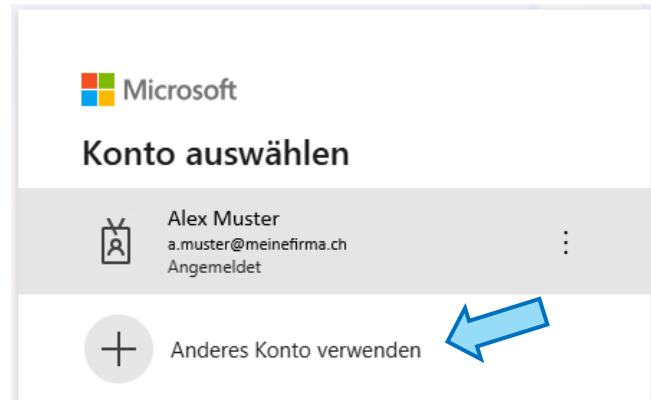 Microsoft
Konto auswählen
Alex Muster
a.muster@meinefirma.ch
Angemeldet
Anderes Konto verwenden